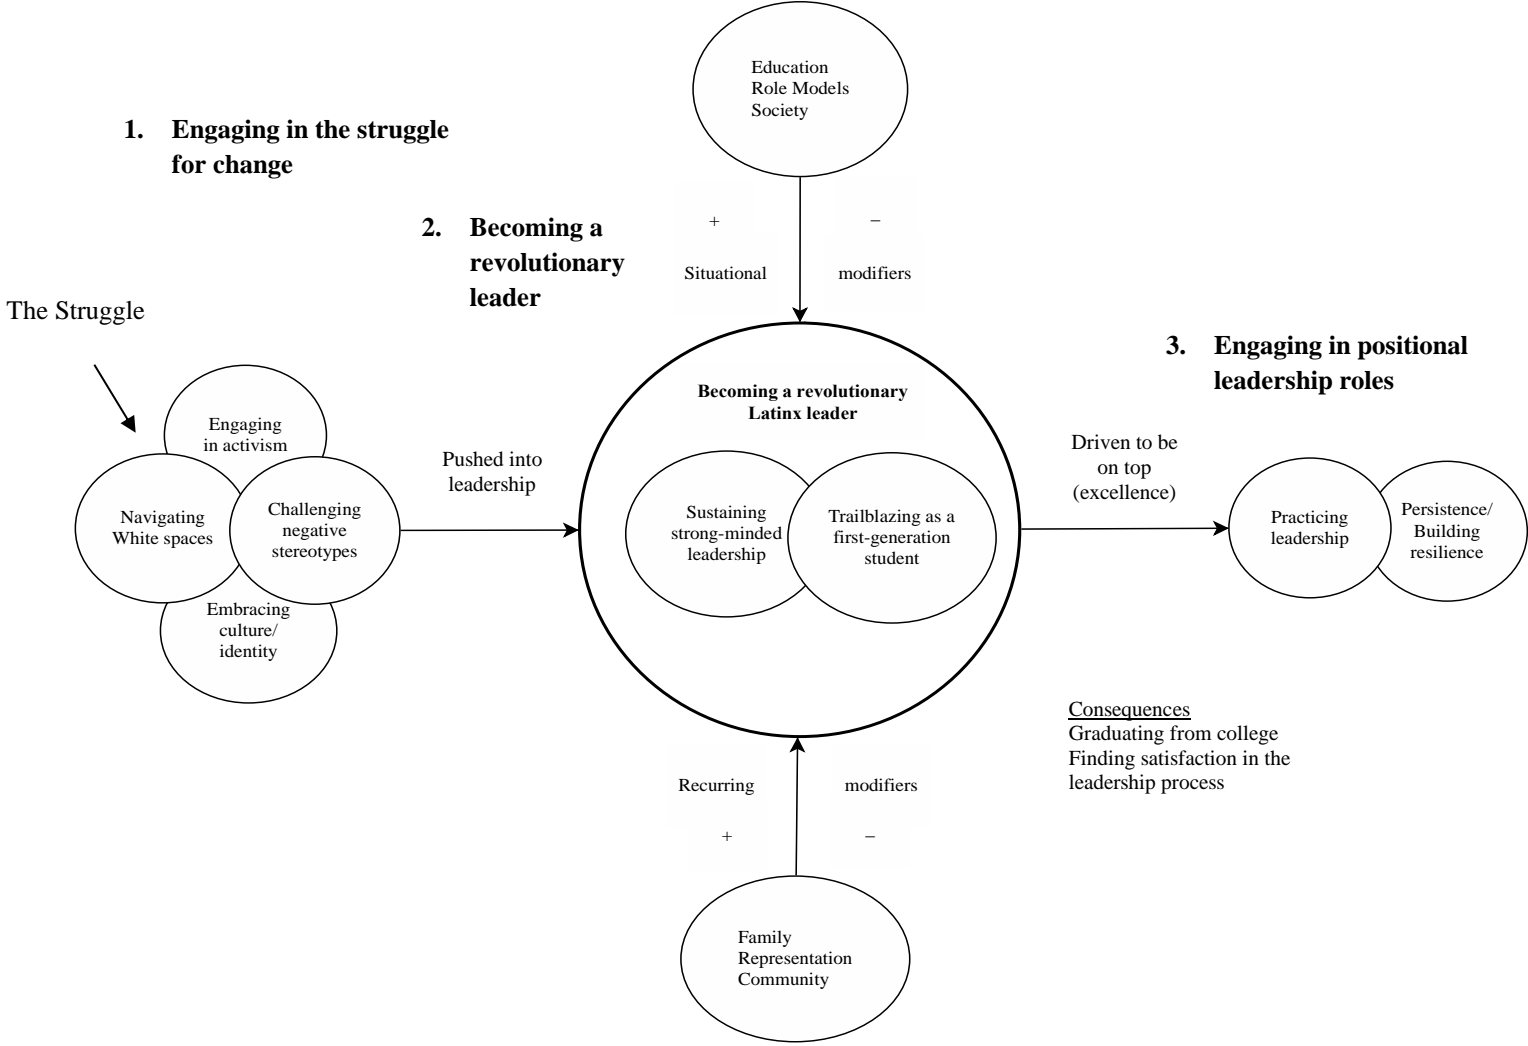 Education
Role Models
Society
1. Engaging in the struggle
for change
2. Becoming a
revolutionary
leader
+ −
Situational modifiers
The Struggle
3. Engaging in positional
leadership roles
Engaging
in activism
Navigating
White spaces
Challenging
negative
stereotypes
Embracing
culture/
identity
Pushed into
leadership
Becoming a revolutionary
Latinx leader
Sustaining
strong-minded
leadership
Trailblazing as a
first-generation
student
Driven to be
on top
(excellence)
Practicing
leadership
Persistence/
Building
resilience
Consequences
Graduating from college
Finding satisfaction in the
leadership process
Recurring modifiers
+ −
Family
Representation
Community